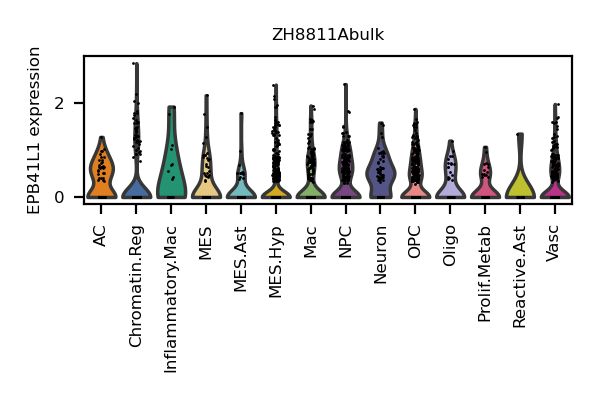 ZH8811Abulk
EPB41L1 expression
2
0
AC
Chromatin.Reg
Inflammatory.Mac
MES
MES.Ast
MES.Hyp
Mac
NPC
Neuron
OPC
Oligo
Prolif.Metab
Reactive.Ast
Vasc